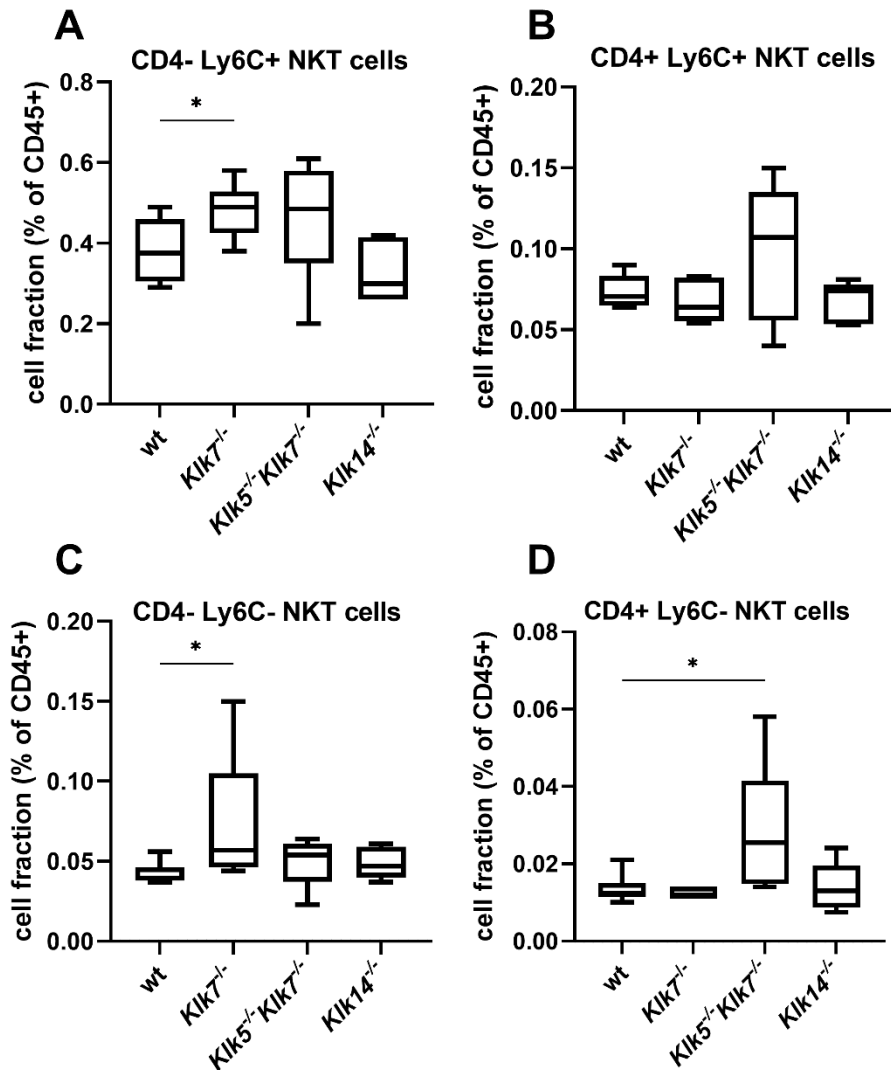 A
CD4- Ly6C+ NKT cells
cell fraction (% of CD45+)
0.8
0.6
0.4
0.2
0.0
*
wt
Klk7-/-
Klk5-/-Klk7-/-
Klk14-/-
B
CD4+ Ly6C+ NKT cells
cell fraction (% of CD45+)
0.20
0.15
0.10
0.05
0.00
wt
Klk7-/-
Klk5-/-Klk7-/-
Klk14-/-
C
CD4- Ly6C- NKT cells
cell fraction (% of CD45+)
0.20
0.15
0.10
0.05
0.00
*
wt
Klk7-/-
Klk5-/-Klk7-/-
Klk14-/-
D
CD4+ Ly6C- NKT cells
cell fraction (% of CD45+)
0.08
0.06
0.04
0.02
0.00
*
wt
Klk7-/-
Klk5-/-Klk7-/-
Klk14-/-